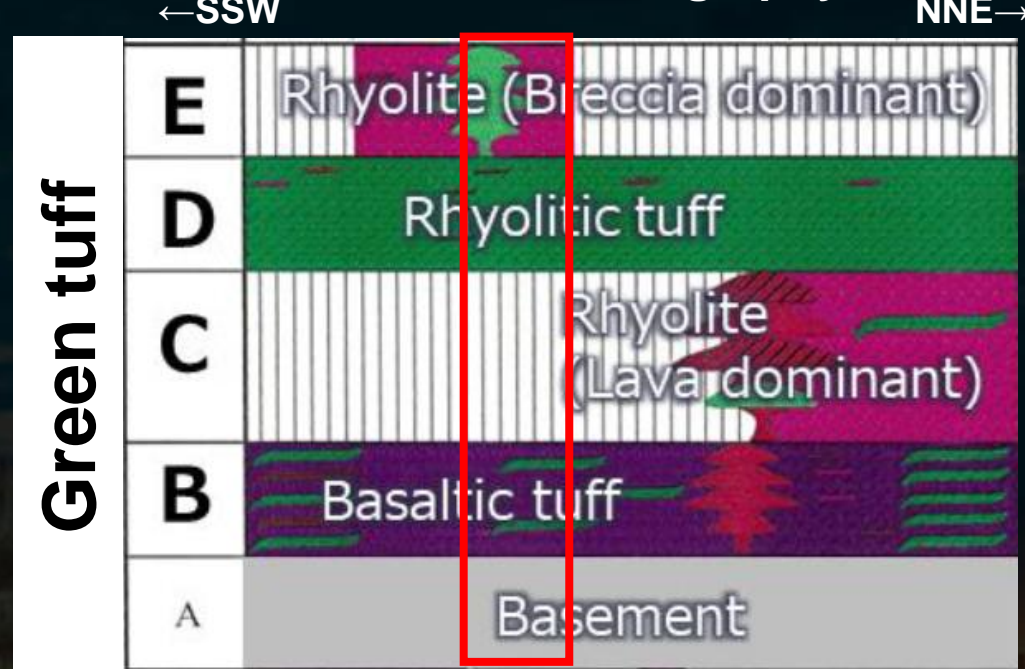 ←SSW NNE→
Green tuff
E Rhyolite (Breccia dominant)
D Rhyolitic tuff
C Rhyolite
(Lava dominant)
B Basaltic tuff
A Basement